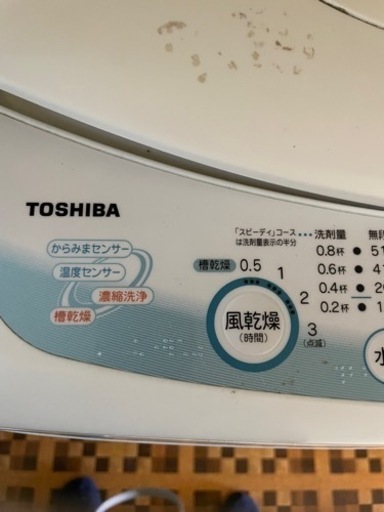 TOSHIBA
からみまセンサー
温度センサー
濃縮洗浄
槽乾燥
「スピーディ」コース
は洗剤量表示の半分
洗剤量
0.8杯
0.6杯
0.4杯
0.2杯
槽乾燥 0.5 1 2 3
(点滅)
風乾燥
(時間)
水